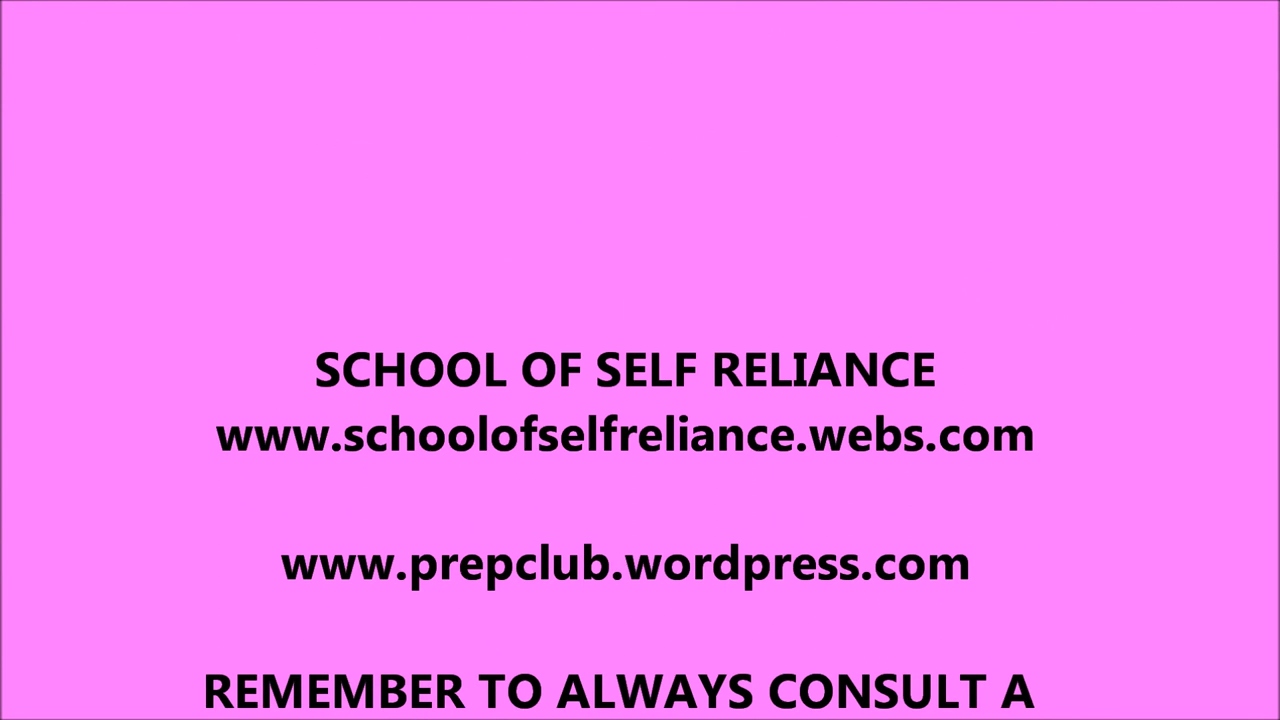 SCHOOL OF SELF RELIANCE
www.schoolofselfreliance.webs.com
www.prepclub.wordpress.com
REMEMBER TO ALWAYS CONSULT A